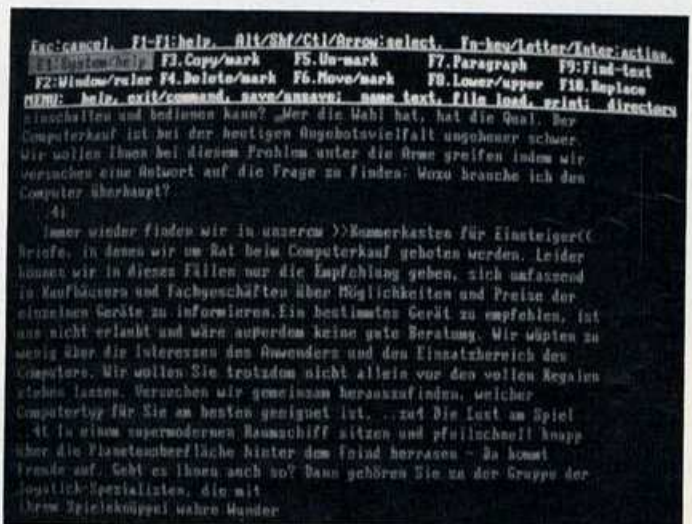 Esc:cancel. F1-F1:help. Alt/Shf/Ctl/Arrow:select. Fn-key/Letter/Enter:action.
F1.System/help F3.Copy/mark F5.Un-mark F7.Paragraph F9:Find-text
F2:Window/ruler F4.Delete/mark F6.Move/mark F8.Lower/upper F10.Replace
MENU: help, exit/command, save/unsave; name text, file load, print; directory
einschalten und bedienen kann? „Wer die Wahl hat, hat die Qual. Der
Computerkauf ist bei der heutigen Angebotsvielfalt ungeheuer schwer.
Wir wollen Ihnen bei diesem Problem unter die Arme greifen indem wir
versuchen eine Antwort auf die Frage zu finden: Wozu brauche ich den
Computer überhaupt?
4i
Immer wieder finden wir in unserem >>Kummerkasten für Einsteiger<<
Briefe, in denen wir um Rat beim Computerkauf gebeten werden. Leider
können wir in diesen Fällen nur die Empfehlung geben, sich umfassend
in Kaufhäusern und Fachgeschäften über Möglichkeiten und Preise der
einzelnen Geräte zu informieren.Ein bestimmtes Gerät zu empfehlen, ist
uns nicht erlaubt und wäre auperdem keine gute Beratung. Wir wüpten zu
wenig über die Interessen des Anwenders und den Einsatzbereich des
Computers. Wir wollen Sie trotzdem nicht allein vor den vollen Regalen
stehen lassen. Versuchen wir gemeinsam herauszufinden, welcher
Computertyp für Sie am besten geeignet ist. ..zu4 Die Lust am Spiel
4t In einem supermodernen Raumschiff sitzen und pfeilschnell knapp
über die Planetenoberfläche hinter dem Feind herrasen - Da kommt
Freude auf. Geht es Ihnen auch so? Dann gehören Sie zu der Gruppe der
Joystick-Spezialisten, die mit
ihrem Spieleknüppel wahre Wunder